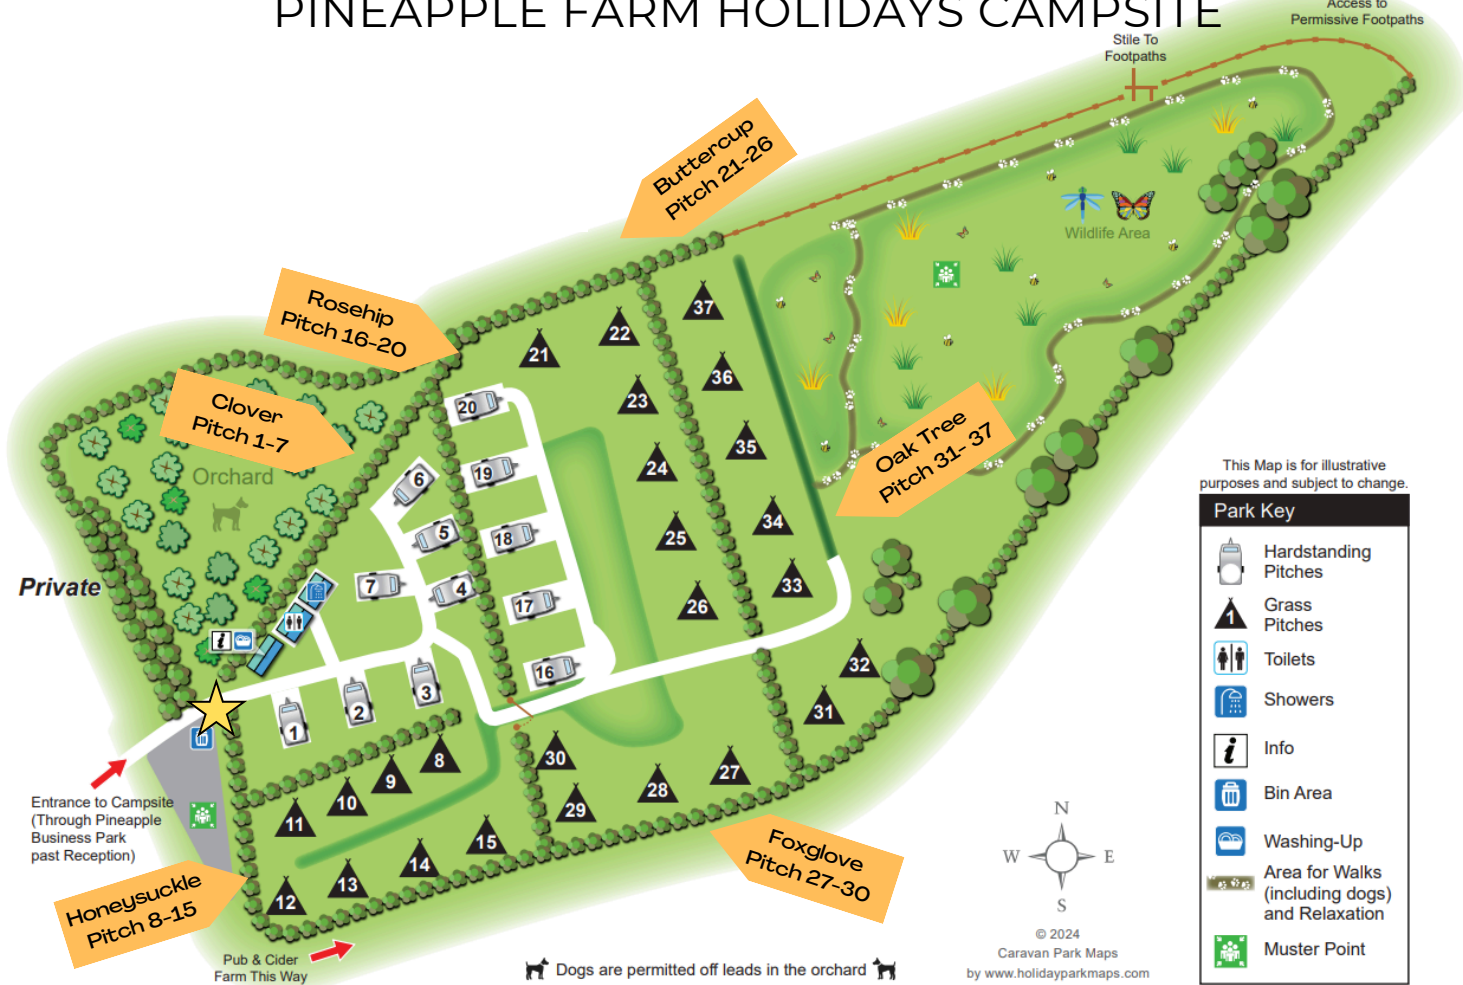 PINEAPPLE FARM HOLIDAYS CAMPSITE
Access to
Permissive Footpaths
Stile To
Footpaths
Buttercup
Pitch 21-26
Rosehip
Pitch 16-20
Clover
Pitch 1-7
Wildlife Area
Orchard
Oak Tree
Pitch 31- 37
Private
37
22
21
36
20
23
35
19
24
6
34
5
18
25
33
7
4
17
26
32
16
3
2
1
31
30
8
27
9
28
10
29
11
15
14
13
12
Entrance to Campsite
(Through Pineapple
Business Park
past Reception)
Honeysuckle
Pitch 8-15
Foxglove
Pitch 27-30
Pub & Cider
Farm This Way
Dogs are permitted off leads in the orchard
N
W
E
S
© 2024
Caravan Park Maps
by www.holidayparkmaps.com
This Map is for illustrative
purposes and subject to change.
Park Key
Hardstanding
Pitches
1
Grass
Pitches
Toilets
Showers
i
Info
Bin Area
Washing-Up
Area for Walks
(including dogs)
and Relaxation
Muster Point